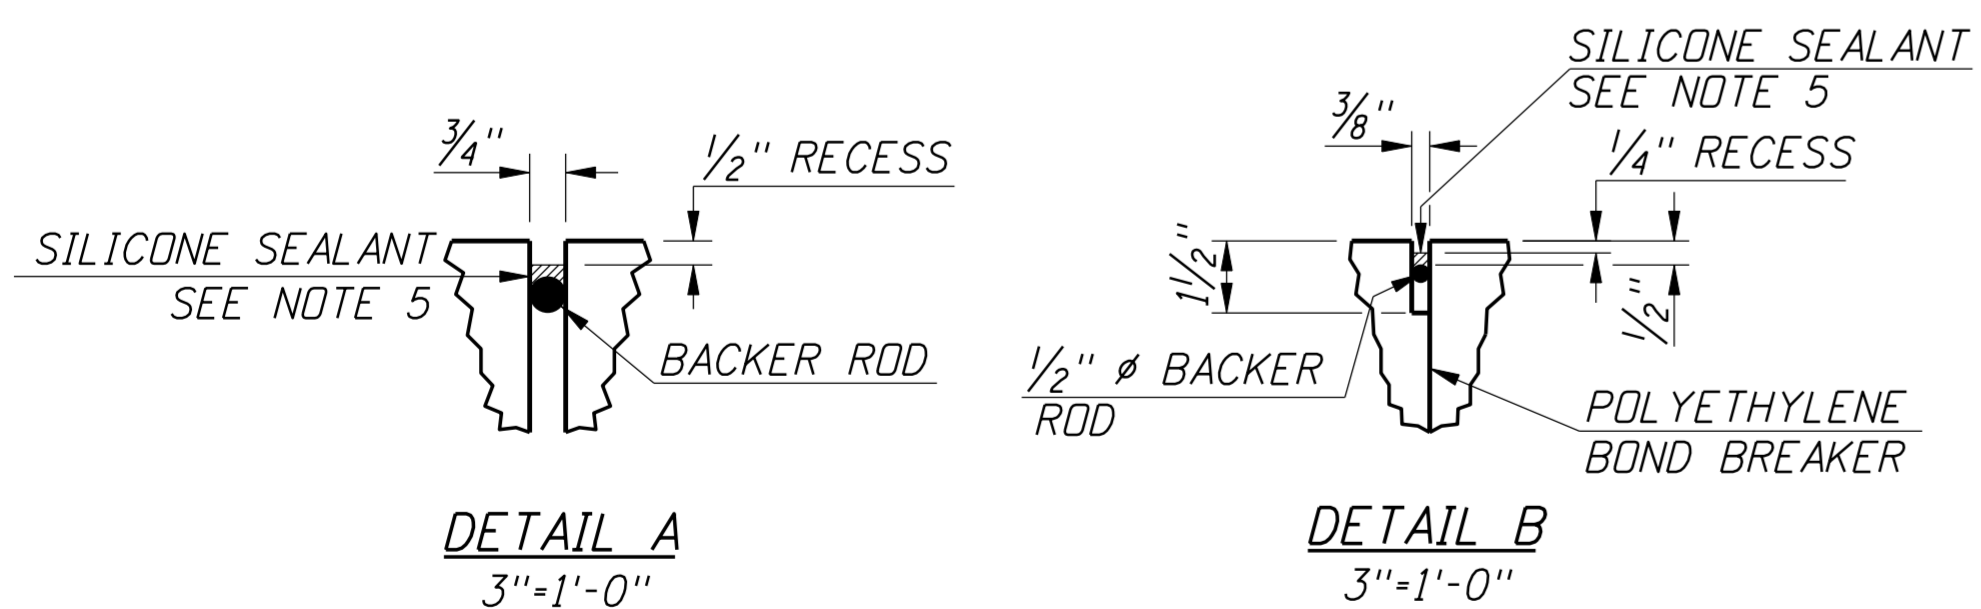 3/4"
1/2" RECESS
SILICONE SEALANT
SEE NOTE 5
BACKER ROD
DETAIL A
3"=1'-0"
SILICONE SEALANT
SEE NOTE 5
3/8"
1/4" RECESS
1 1/2"
1/2"
1/2" ø BACKER
ROD
POLYETHYLENE
BOND BREAKER
DETAIL B
3"=1'-0"